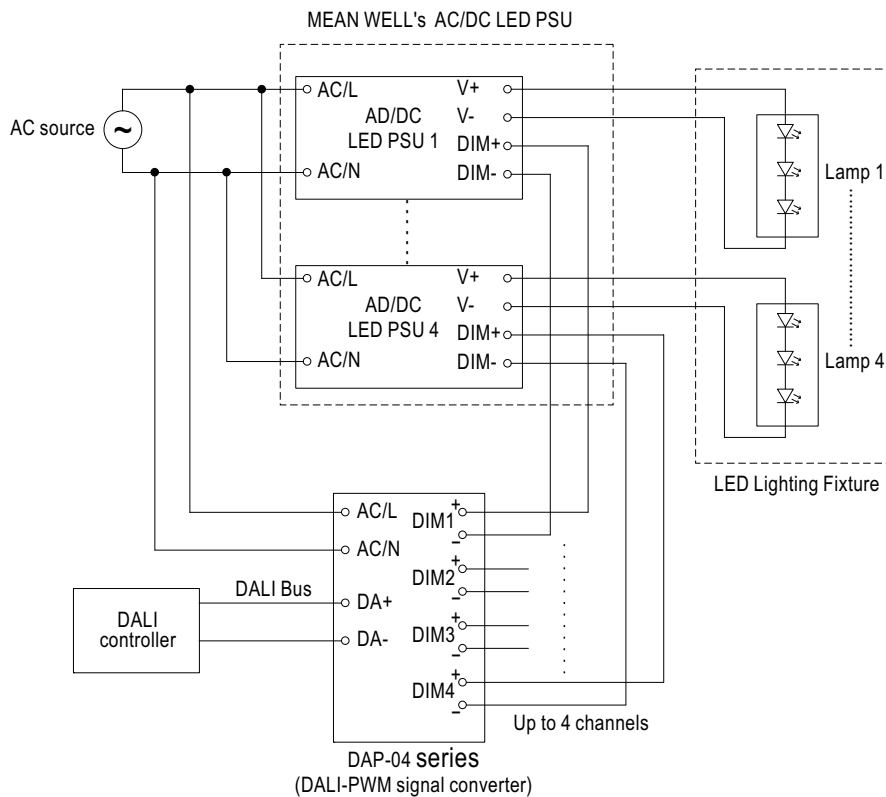 MEAN WELL's AC/DC LED PSU
AC source
~
AC/L
AD/DC
LED PSU 1
AC/N
V+
V-
DIM+
DIM-
Lamp 1
AC/L
AD/DC
LED PSU 4
AC/N
V+
V-
DIM+
DIM-
Lamp 4
LED Lighting Fixture
AC/L
AC/N
DA+
DA-
DIM1
+
-
DIM2
+
-
DIM3
+
-
DIM4
+
-
DALI Bus
DALI
controller
Up to 4 channels
DAP-04 series
(DALI-PWM signal converter)